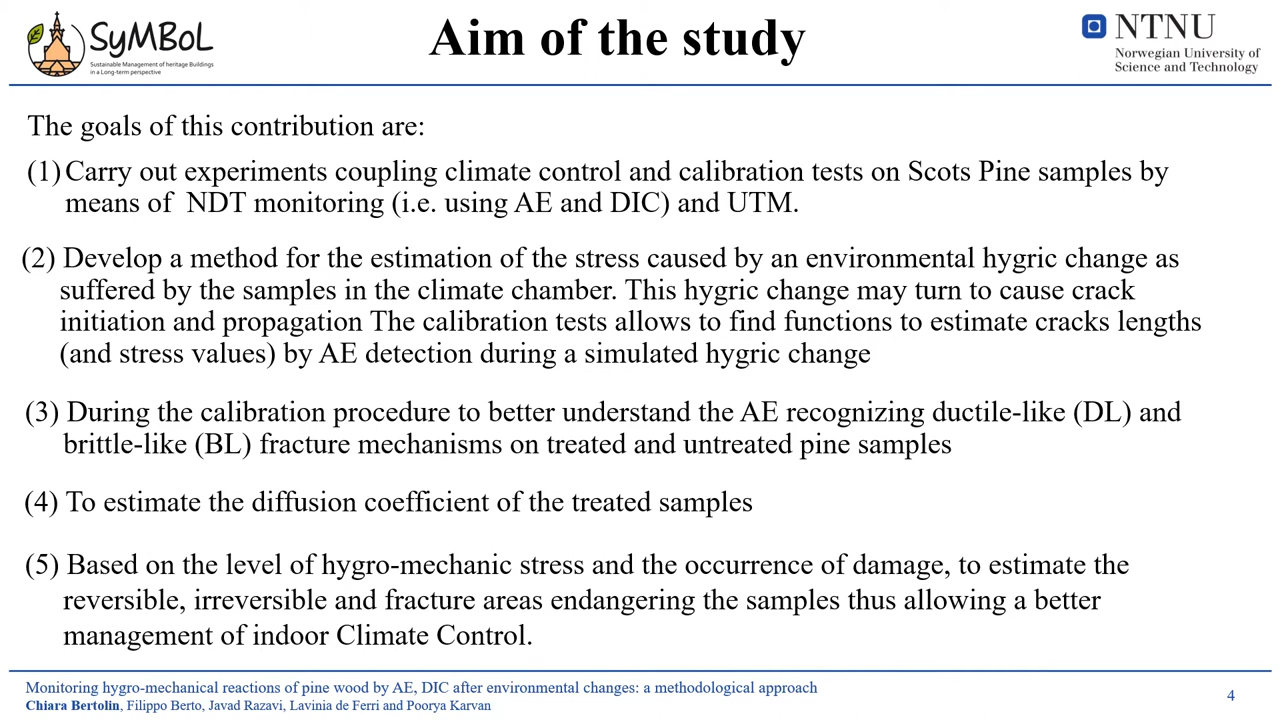 SyMBoL
Sustainable Management of heritage Buildings
in a Long-term perspective
Aim of the study
NTNU
Norwegian University of
Science and Technology
The goals of this contribution are:
(1) Carry out experiments coupling climate control and calibration tests on Scots Pine samples by
means of NDT monitoring (i.e. using AE and DIC) and UTM.
(2) Develop a method for the estimation of the stress caused by an environmental hygric change as
suffered by the samples in the climate chamber. This hygric change may turn to cause crack
initiation and propagation The calibration tests allows to find functions to estimate cracks lengths
(and stress values) by AE detection during a simulated hygric change
(3) During the calibration procedure to better understand the AE recognizing ductile-like (DL) and
brittle-like (BL) fracture mechanisms on treated and untreated pine samples
(4) To estimate the diffusion coefficient of the treated samples
(5) Based on the level of hygro-mechanic stress and the occurrence of damage, to estimate the
reversible, irreversible and fracture areas endangering the samples thus allowing a better
management of indoor Climate Control.
Monitoring hygro-mechanical reactions of pine wood by AE, DIC after environmental changes: a methodological approach
Chiara Bertolin, Filippo Berto, Javad Razavi, Lavinia de Ferri and Poorya Karvan
4